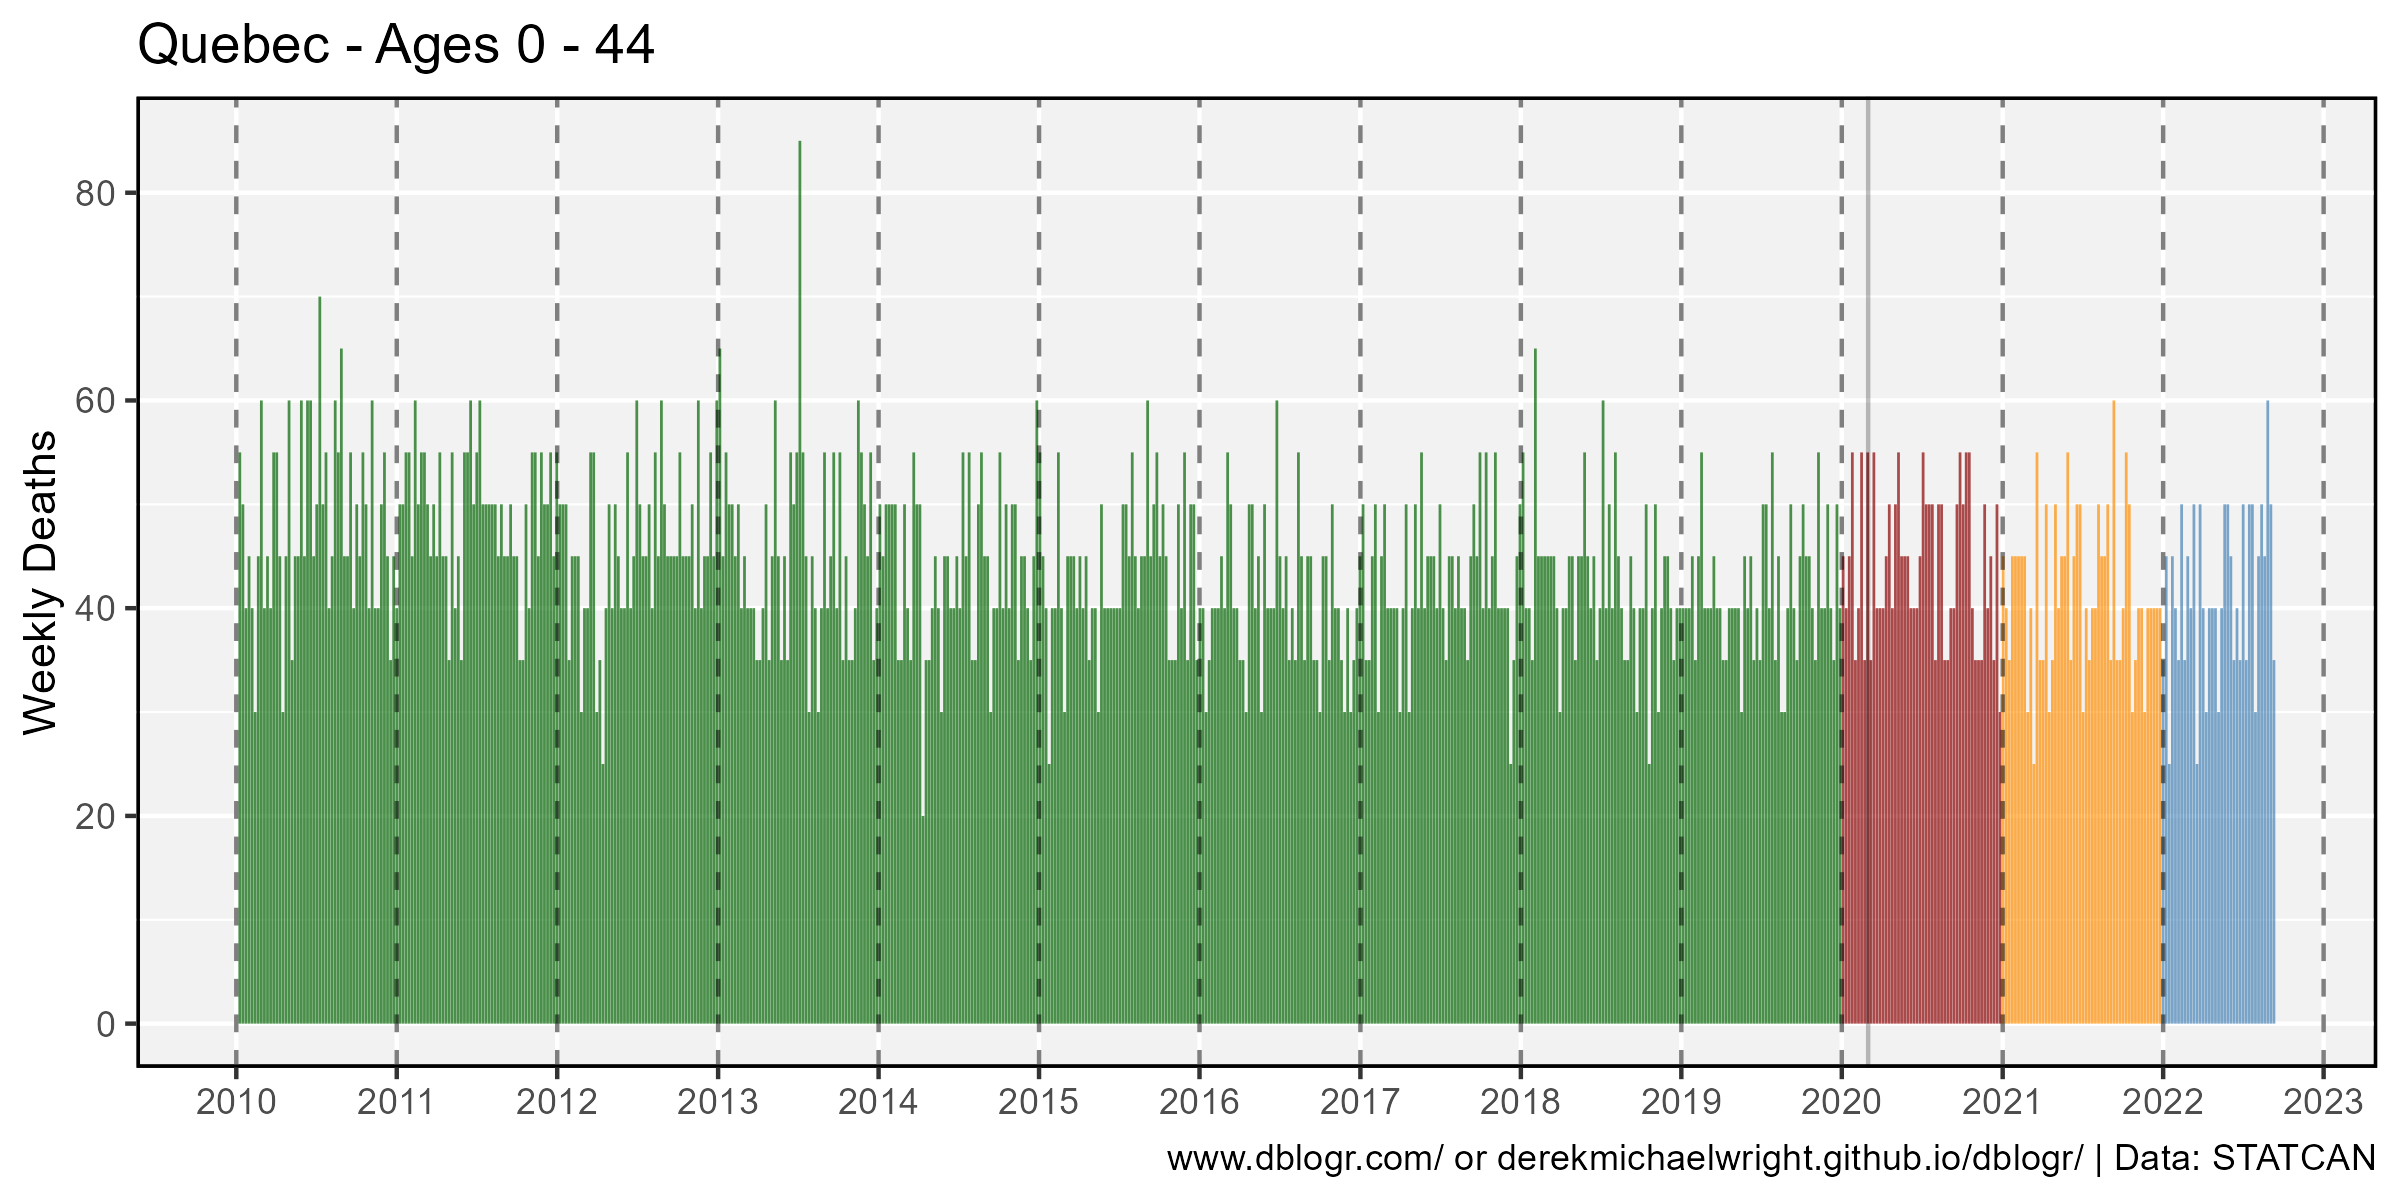 Quebec - Ages 0 - 44
Weekly Deaths
80
60
40
20
0
2010 2011 2012 2013 2014 2015 2016 2017 2018 2019 2020 2021 2022 2023
www.dblogr.com/ or derekmichaelwright.github.io/dblogr/ | Data: STATCAN